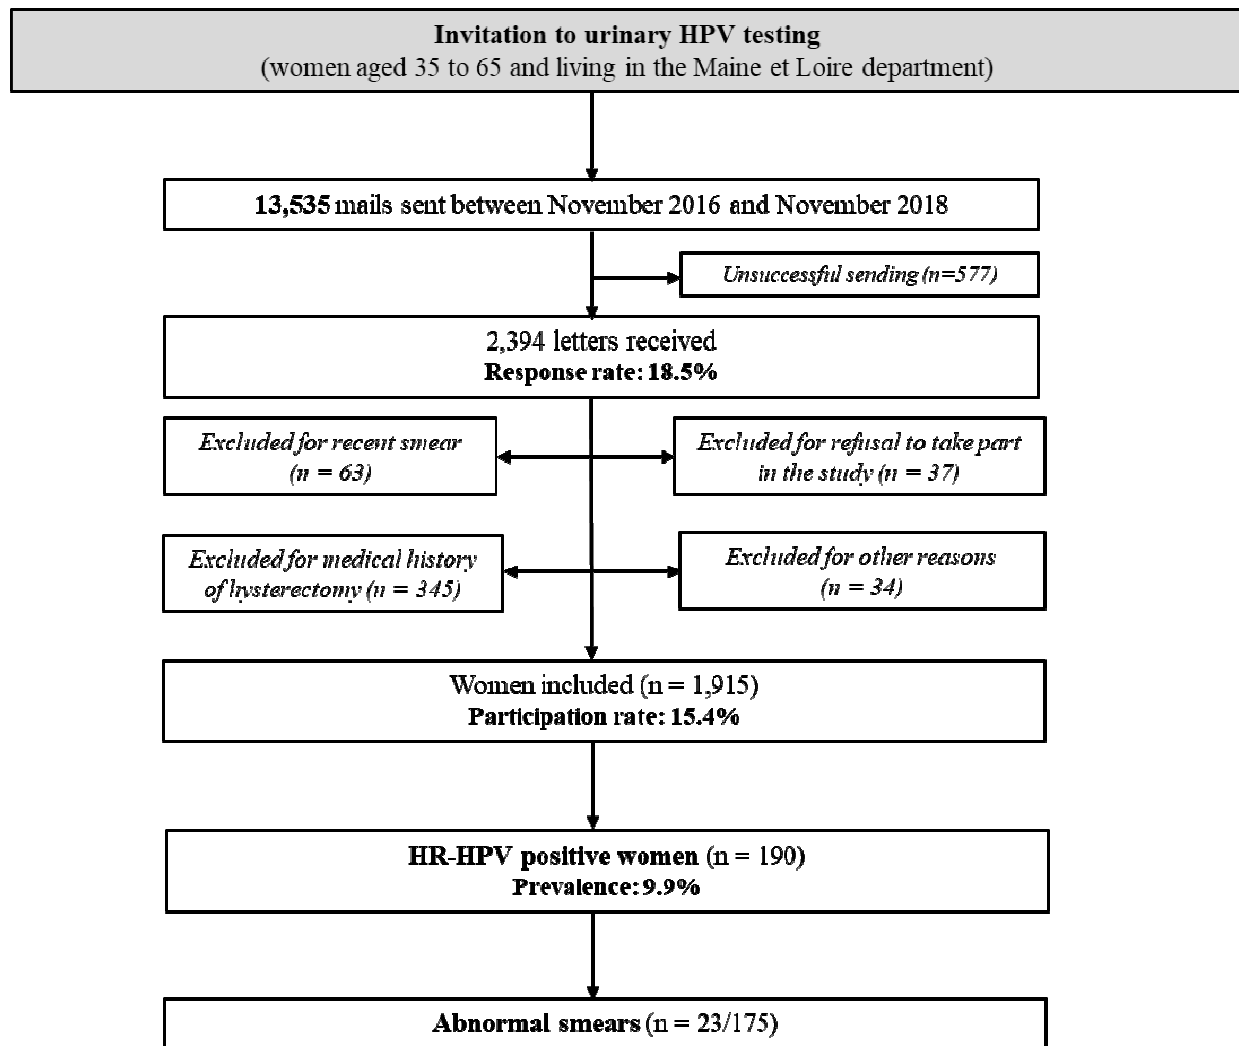 Invitation to urinary HPV testing
(women aged 35 to 65 and living in the Maine et Loire department)
13,535 mails sent between November 2016 and November 2018
Unsuccessful sending (n=577)
2,394 letters received
Response rate: 18.5%
Excluded for recent smear
(n = 63)
Excluded for refusal to take part
in the study (n = 37)
Excluded for medical history
of hysterectomy (n = 345)
Excluded for other reasons
(n = 34)
Women included (n = 1,915)
Participation rate: 15.4%
HR-HPV positive women (n = 190)
Prevalence: 9.9%
Abnormal smears (n = 23/175)